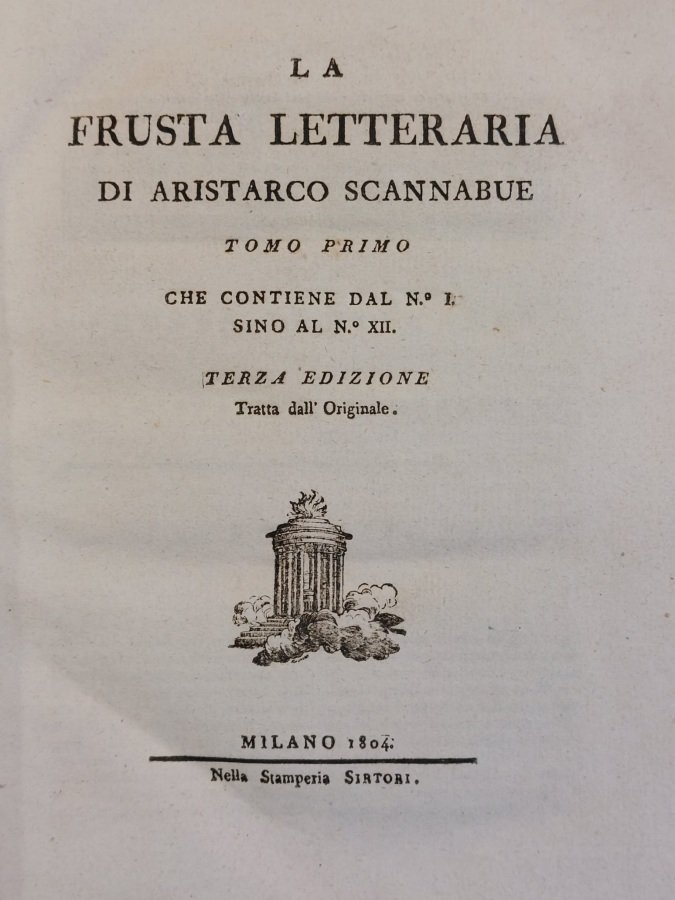 LA
FRUSTA LETTERARIA
DI ARISTARCO SCANNABUE
TOMO PRIMO
CHE CONTIENE DAL N.º I.
SINO AL N.º XII.
TERZA EDIZIONE
Tratta dall' Originale.
MILANO 1804.
Nella Stamperia SIRTORI.